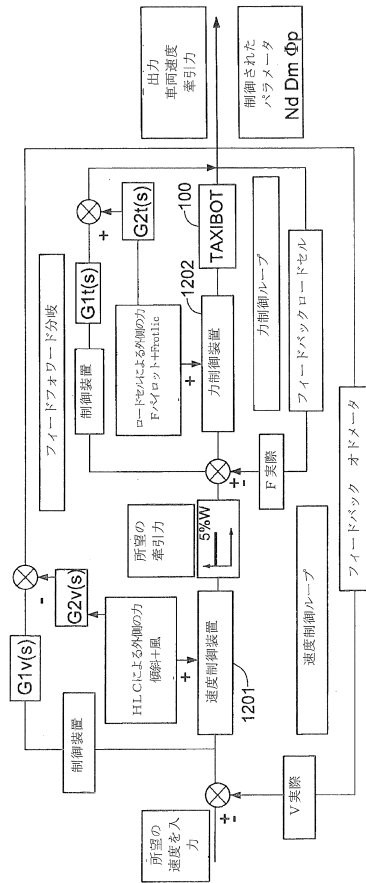 所望の
速度を入
力
+-
V 実際
制御装置
G1v(s)
G2v(s)
-
HLCによる外側の力
傾斜+風
+
速度制御装置
1201
速度制御ループ
所望の
牽引力
5%W
+-
F 実際
フィードフォワード分岐
制御装置
G1t(s)
G2t(s)
+
ロードセルによる外側の力
Fパイロット+Frotlic
+
力制御装置
1202
TAXIBOT
100
力制御ループ
フィードバックロードセル
フィードバック オドメータ
出力
車両速度
牽引力
制御された
パラメータ
Nd Dm Φp